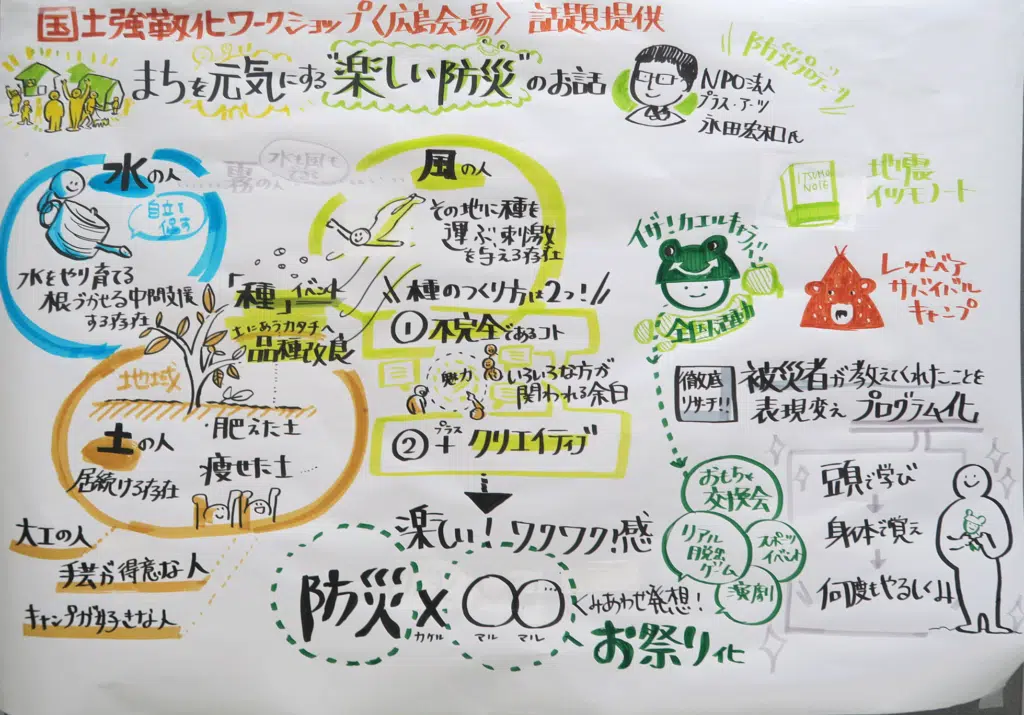 国土強靱化ワークショップ〈広島会場〉 話題提供
まちを元気にする"楽しい防災"のお話
NPO法人
プラス・アーツ
永田宏和氏
防災プロデューサー
水の人
自立を
促す
水をやり育てる
根づかせる中間支援
する存在
霧の人
水も風も
風の人
その地に種を
運ぶ、刺激
を与える存在
「種」=イベント
土にあうカタチへ
品種改良
地域
土の人
居続ける存在
・肥えた土
痩せた土……
大工の人
手芸が得意な人
キャンプが好きな人
種のつくり方は2つ!
① 不完全であるコト
魅力
いろいろな方が
関われる余白
② プラス
+ クリエイティブ
楽しい!ワクワク!感
防災×○○…
カケル マル マル
くみあわせ発想!
お祭り化
ITSUMO
NOTE
地震
イツモノート
イザ!カエルキャラバン!
全国で活動
レッドベア
サバイバル
キャンプ
徹底
リサーチ!!
被災者が教えてくれたことを
表現変え プログラム化
おもちゃ
交換会
リアル
脱出
ゲーム
スポーツ
イベント
演劇
頭で学び
身体で覚え
何度もやるしくみ